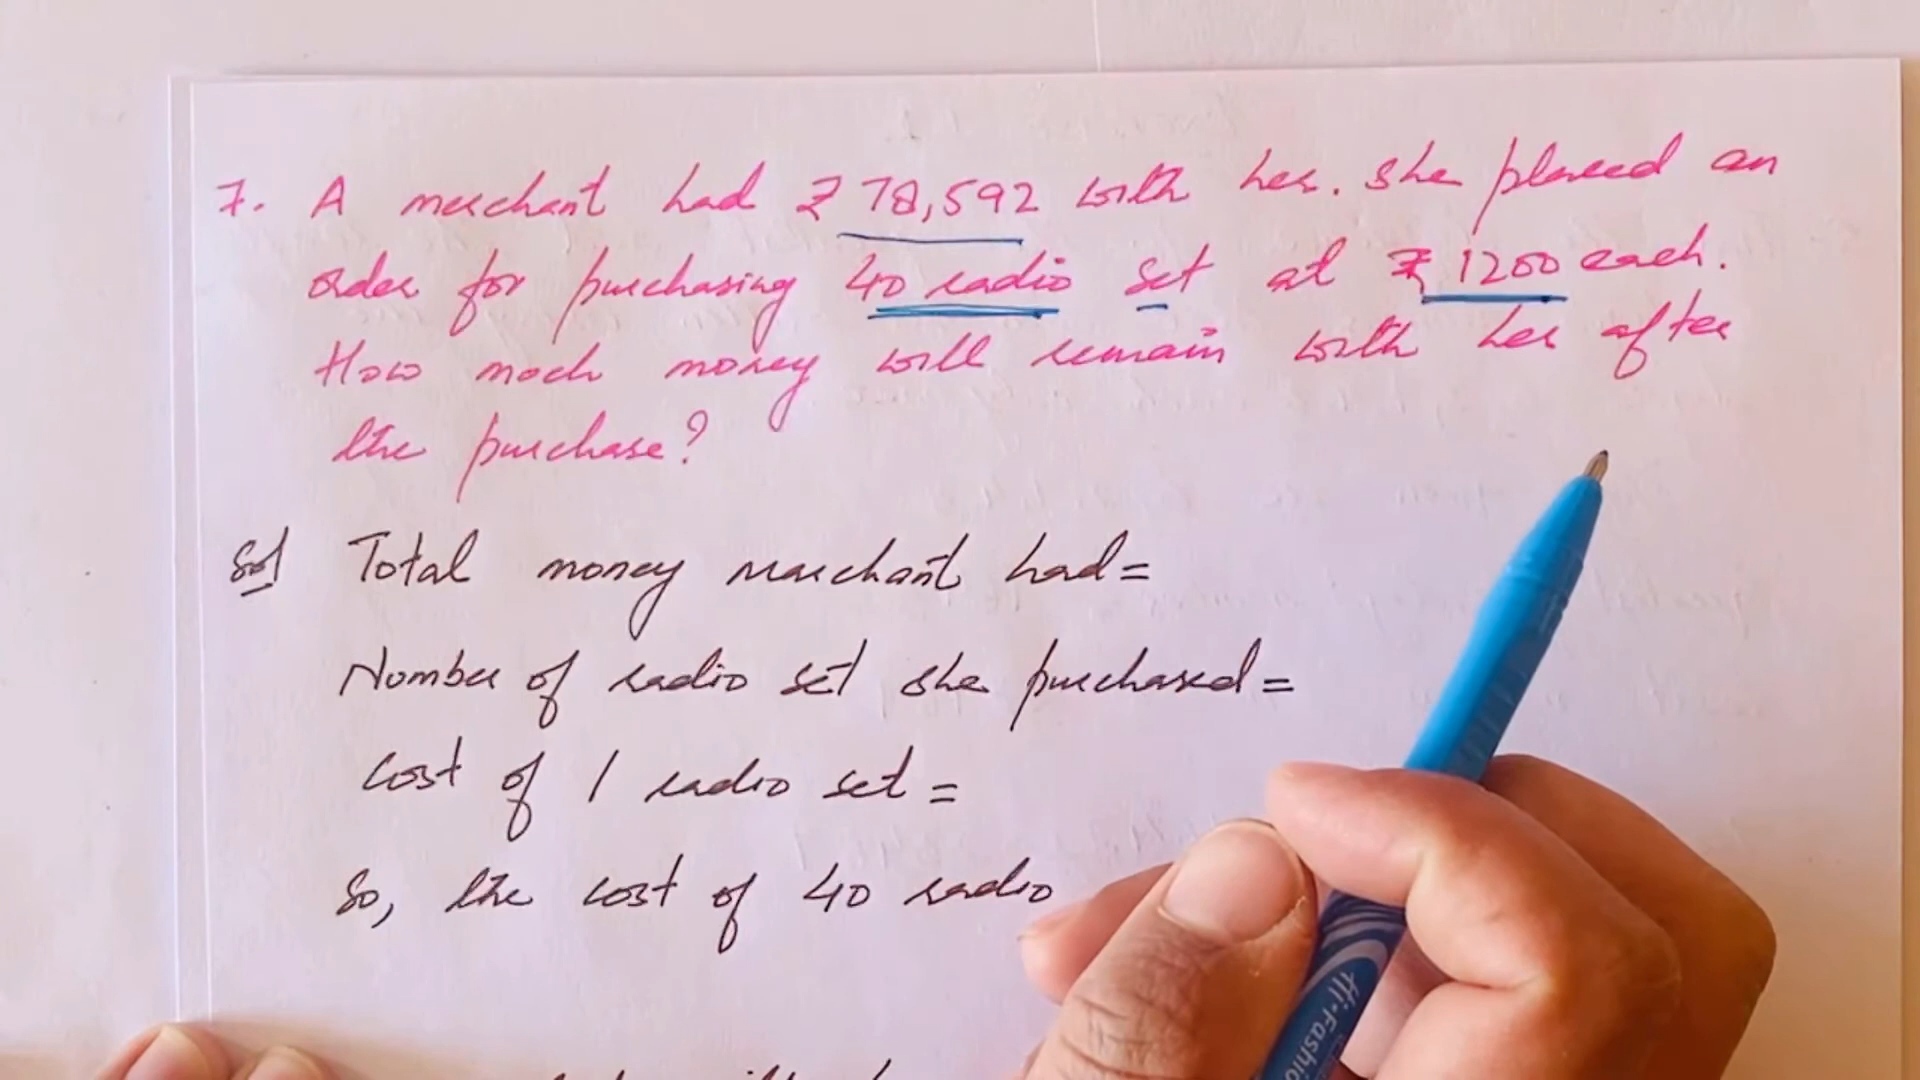 7. A merchant had ₹ 78,592 with her. She placed an
order for purchasing 40 radio set at ₹ 1200 each.
How much money will remain with her after
the purchase?
Sol Total money merchant had =
Number of radio set she purchased =
Cost of 1 radio set =
So, the cost of 40 radio
Hi-Fashio